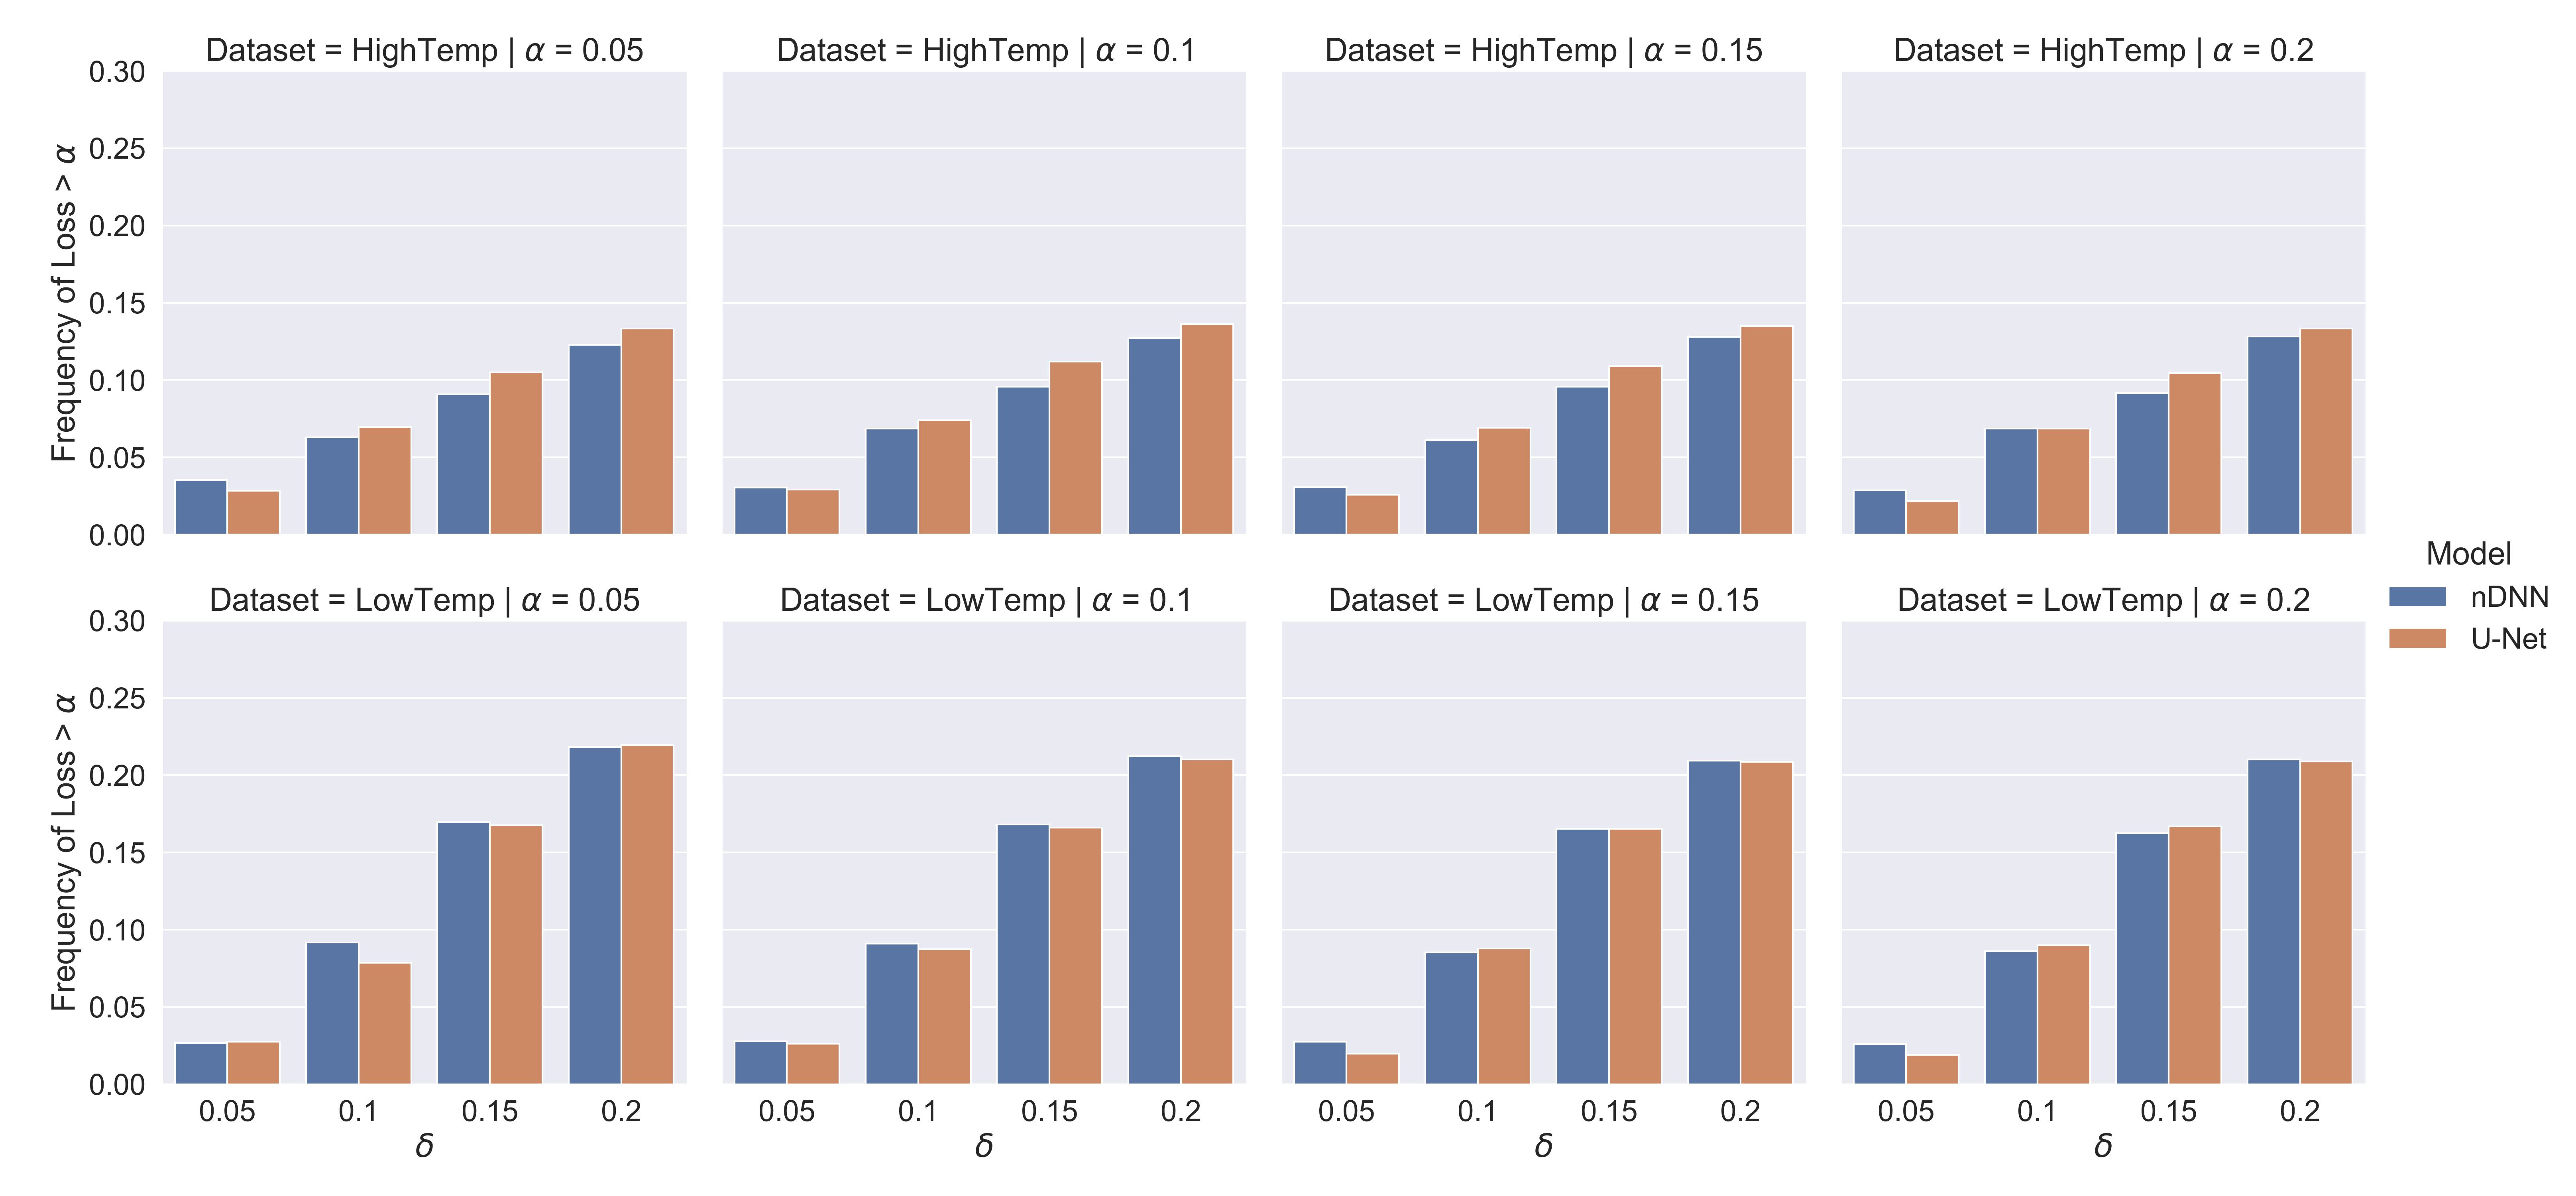 Dataset = HighTemp | α = 0.05
Dataset = HighTemp | α = 0.1
Dataset = HighTemp | α = 0.15
Dataset = HighTemp | α = 0.2
Frequency of Loss > α
0.30
0.25
0.20
0.15
0.10
0.05
0.00
Dataset = LowTemp | α = 0.05
Dataset = LowTemp | α = 0.1
Dataset = LowTemp | α = 0.15
Dataset = LowTemp | α = 0.2
Frequency of Loss > α
0.30
0.25
0.20
0.15
0.10
0.05
0.00
0.05 0.1 0.15 0.2
δ
0.05 0.1 0.15 0.2
δ
0.05 0.1 0.15 0.2
δ
0.05 0.1 0.15 0.2
δ
Model
nDNN
U-Net